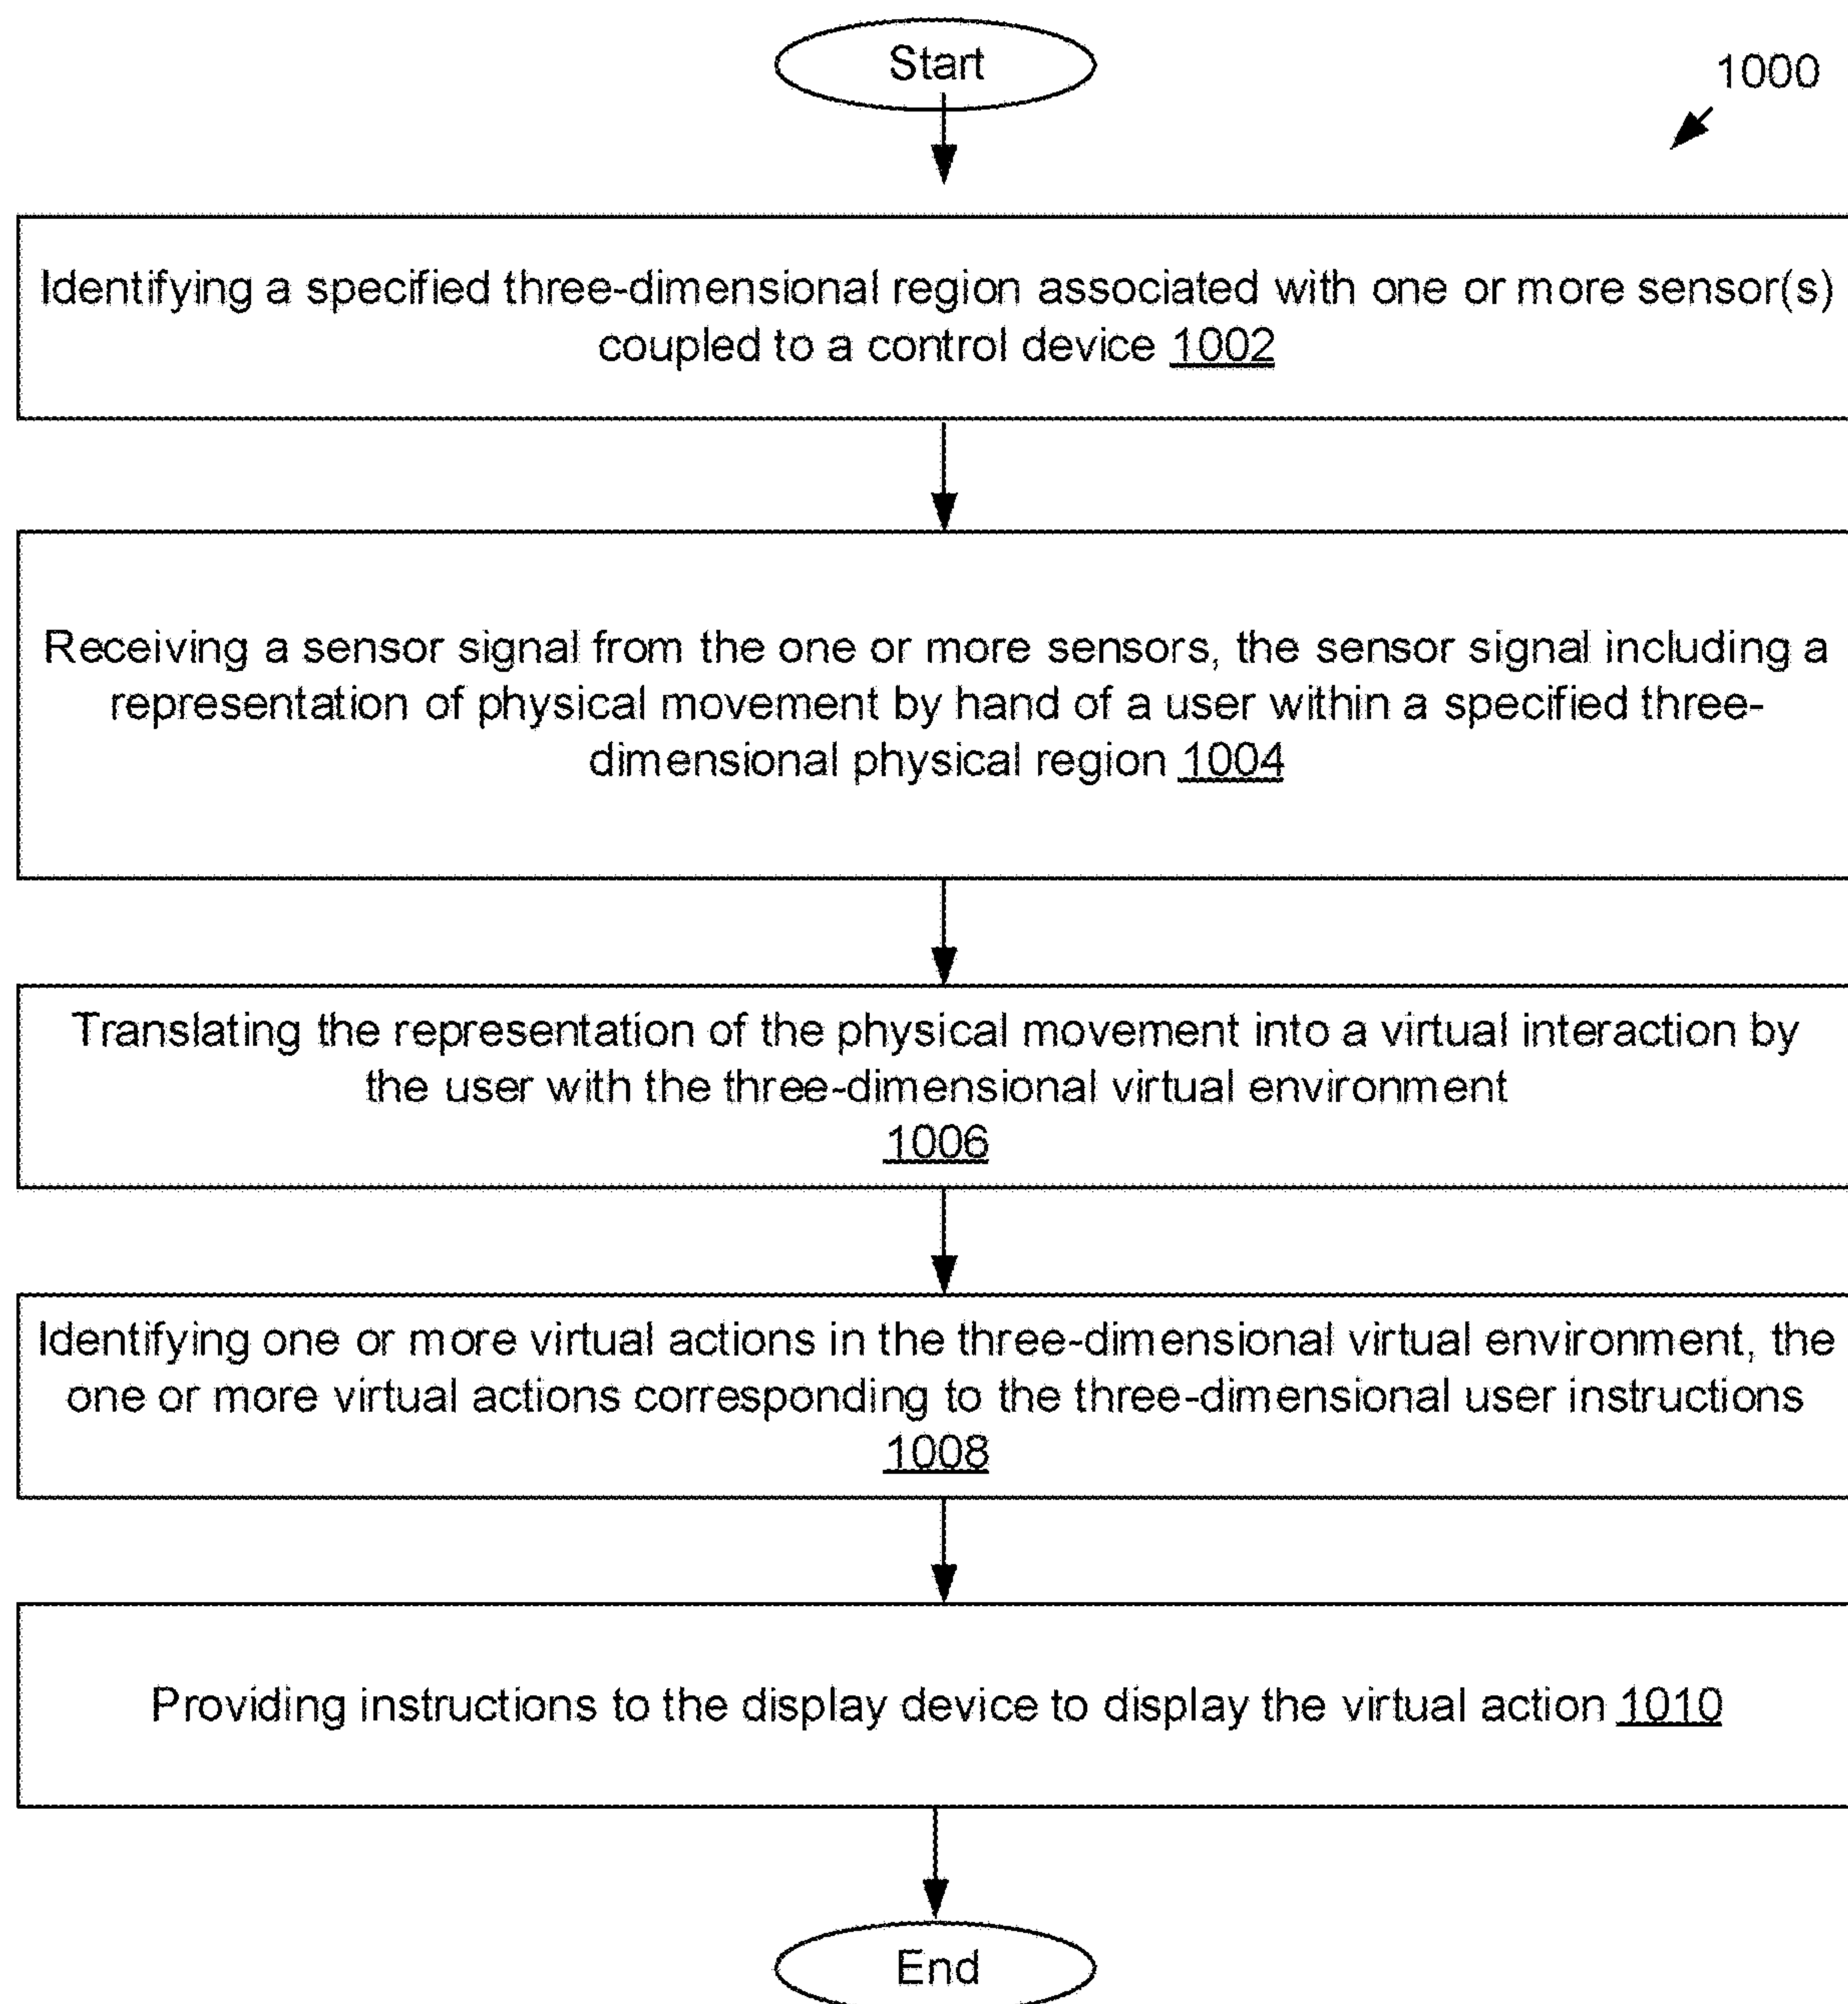 Start
1000
Identifying a specified three-dimensional region associated with one or more sensor(s)
coupled to a control device 1002
Receiving a sensor signal from the one or more sensors, the sensor signal including a
representation of physical movement by hand of a user within a specified three-
dimensional physical region 1004
Translating the representation of the physical movement into a virtual interaction by
the user with the three-dimensional virtual environment
1006
Identifying one or more virtual actions in the three-dimensional virtual environment, the
one or more virtual actions corresponding to the three-dimensional user instructions
1008
Providing instructions to the display device to display the virtual action 1010
End